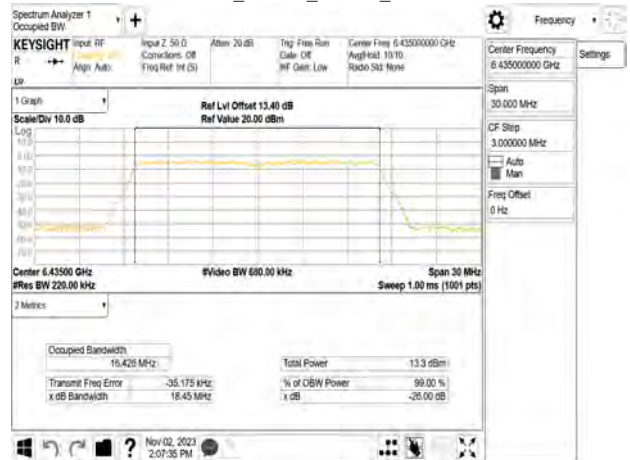 Spectrum Analyzer 1
Occupied BW
Frequency
KEYSIGHT
Input: RF
Input Z: 50 Ω
Atten: 20 dB
Trig: Free Run
Center Freq: 6.435000000 GHz
Corrections: Off
Gate: Off
Avg|Hold: 10/10
Align: Auto
Freq Ref: Int (S)
#IF Gain: Low
Radio Std: None
Center Frequency
6.435000000 GHz
Settings
Span
30.000 MHz
CF Step
3.000000 MHz
Auto
Man
Freq Offset
0 Hz
1 Graph
Ref Lvl Offset 13.40 dB
Scale/Div 10.0 dB
Ref Value 20.00 dBm
Log
Center 6.43500 GHz
#Video BW 680.00 kHz
Span 30 MHz
#Res BW 220.00 kHz
Sweep 1.00 ms (1001 pts)
2 Metrics
Occupied Bandwidth
16.426 MHz
Total Power
13.3 dBm
Transmit Freq Error
-35.175 kHz
% of OBW Power
99.00 %
x dB Bandwidth
18.45 MHz
x dB
-26.00 dB
Nov 02, 2023
2:07:35 PM